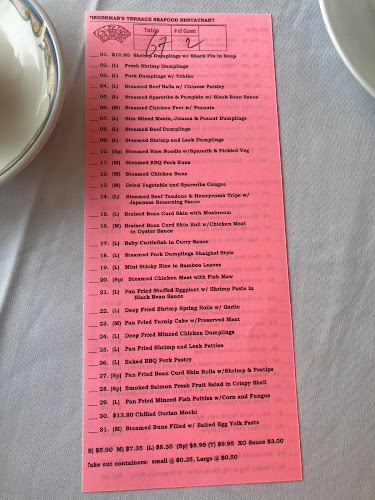 FISHERMAN'S TERRACE SEAFOOD RESTAURANT
Table # of Guest
67 2
01. $10.80 Shrimp Dumplings w/ Shark Fin in Soup
02. (L) Fresh Shrimp Dumplings
03. (L) Pork Dumplings w/ Tobiko
04. (L) Steamed Beef Balls w/ Chinese Parsley
05. (L) Steamed Spareribs & Pumpkin w/ Black Bean Sauce
06. (M) Steamed Chicken Feet w/ Peanuts
07. (L) Six Mixed Meats, Jicama & Peanut Dumplings
08. (L) Steamed Beef Dumplings
09. (L) Steamed Shrimp and Leek Dumplings
10. (Sp) Steamed Rice Noodle w/Sparerib & Pickled Veg
11. (M) Steamed BBQ Pork Buns
12. (M) Steamed Chicken Buns
13. (M) Dried Vegetable and Spareribs Congee
14. (L) Steamed Beef Tendons & Honeycomb Tripe w/
Japanese Seasoning Sauce
15. (L) Braised Bean Curd Skin with Mushroom
16. (M) Braised Bean Curd Skin Roll w/Chicken Meat
in Oyster Sauce
17. (L) Baby Cuttlefish in Curry Sauce
18. (L) Steamed Pork Dumplings Shaighai Style
19. (L) Mini Sticky Rice in Bamboo Leaves
20. (Sp) Steamed Chicken Meat with Fish Maw
21. (L) Pan Fried Stuffed Eggplant w/ Shrimp Paste in
Black Bean Sauce
22. (L) Deep Fried Shrimp Spring Rolls w/ Garlic
23. (M) Pan Fried Turnip Cake w/Preserved Meat
24. (L) Deep Fried Minced Chicken Dumplings
25. (L) Pan Fried Shrimp and Leek Patties
26. (L) Baked BBQ Pork Pastry
27. (Sp) Pan Fried Bean Curd Skin Rolls w/Shrimp & Peatips
28. (Sp) Smoked Salmon Fresh Fruit Salad in Crispy Shell
29. (L) Pan Fried Minced Fish Patties w/Corn and Fungus
30. $13.80 Chilled Durian Mochi
31. (M) Steamed Buns Filled w/ Salted Egg Yolk Paste
S) $5.90 M) $7.35 (L) $8.35 (Sp) $8.95 (T) $9.95 XO Sauce $3.00
Take out containers: small @ $0.25, Large @ $0.50